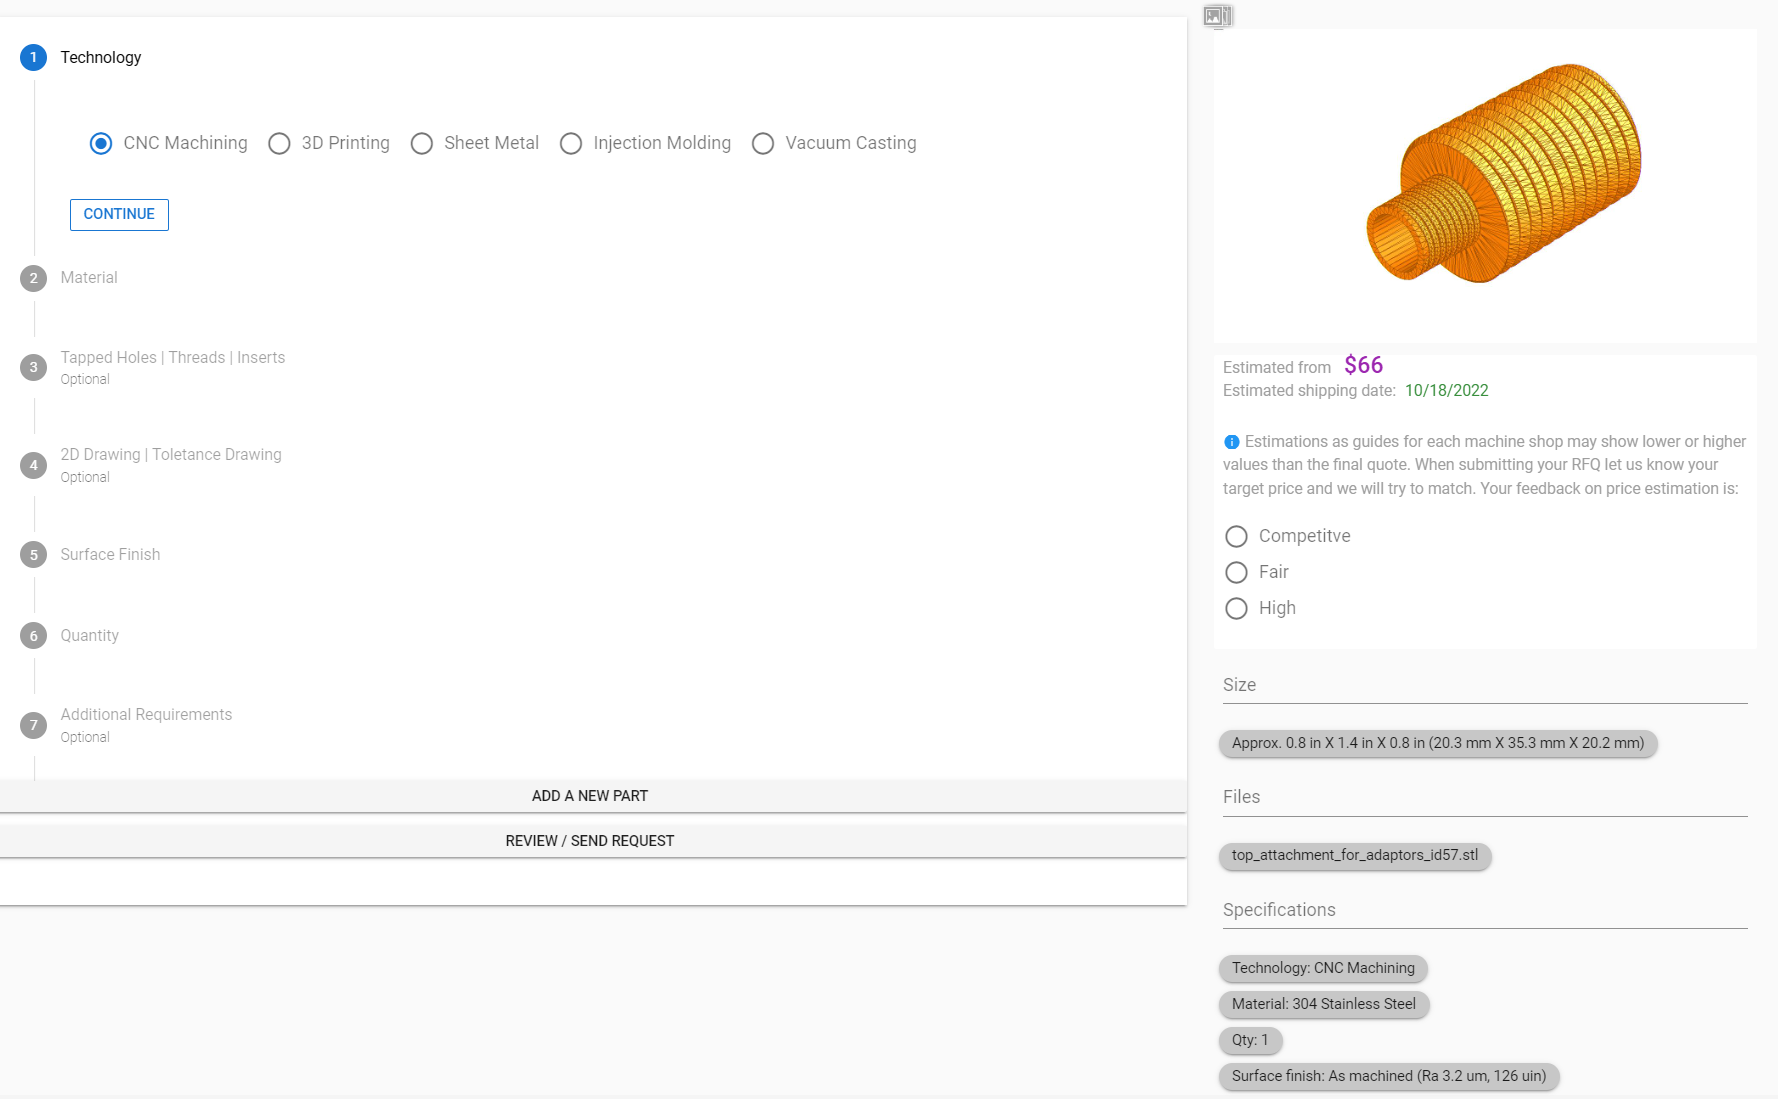 1 Technology
CNC Machining 3D Printing Sheet Metal Injection Molding Vacuum Casting
CONTINUE
2 Material
3 Tapped Holes | Threads | Inserts
Optional
4 2D Drawing | Toletance Drawing
Optional
5 Surface Finish
6 Quantity
7 Additional Requirements
Optional
ADD A NEW PART
REVIEW / SEND REQUEST
Estimated from $66
Estimated shipping date: 10/18/2022
Estimations as guides for each machine shop may show lower or higher
values than the final quote. When submitting your RFQ let us know your
target price and we will try to match. Your feedback on price estimation is:
Competitve
Fair
High
Size
Approx. 0.8 in X 1.4 in X 0.8 in (20.3 mm X 35.3 mm X 20.2 mm)
Files
top_attachment_for_adaptors_id57.stl
Specifications
Technology: CNC Machining
Material: 304 Stainless Steel
Qty: 1
Surface finish: As machined (Ra 3.2 um, 126 uin)